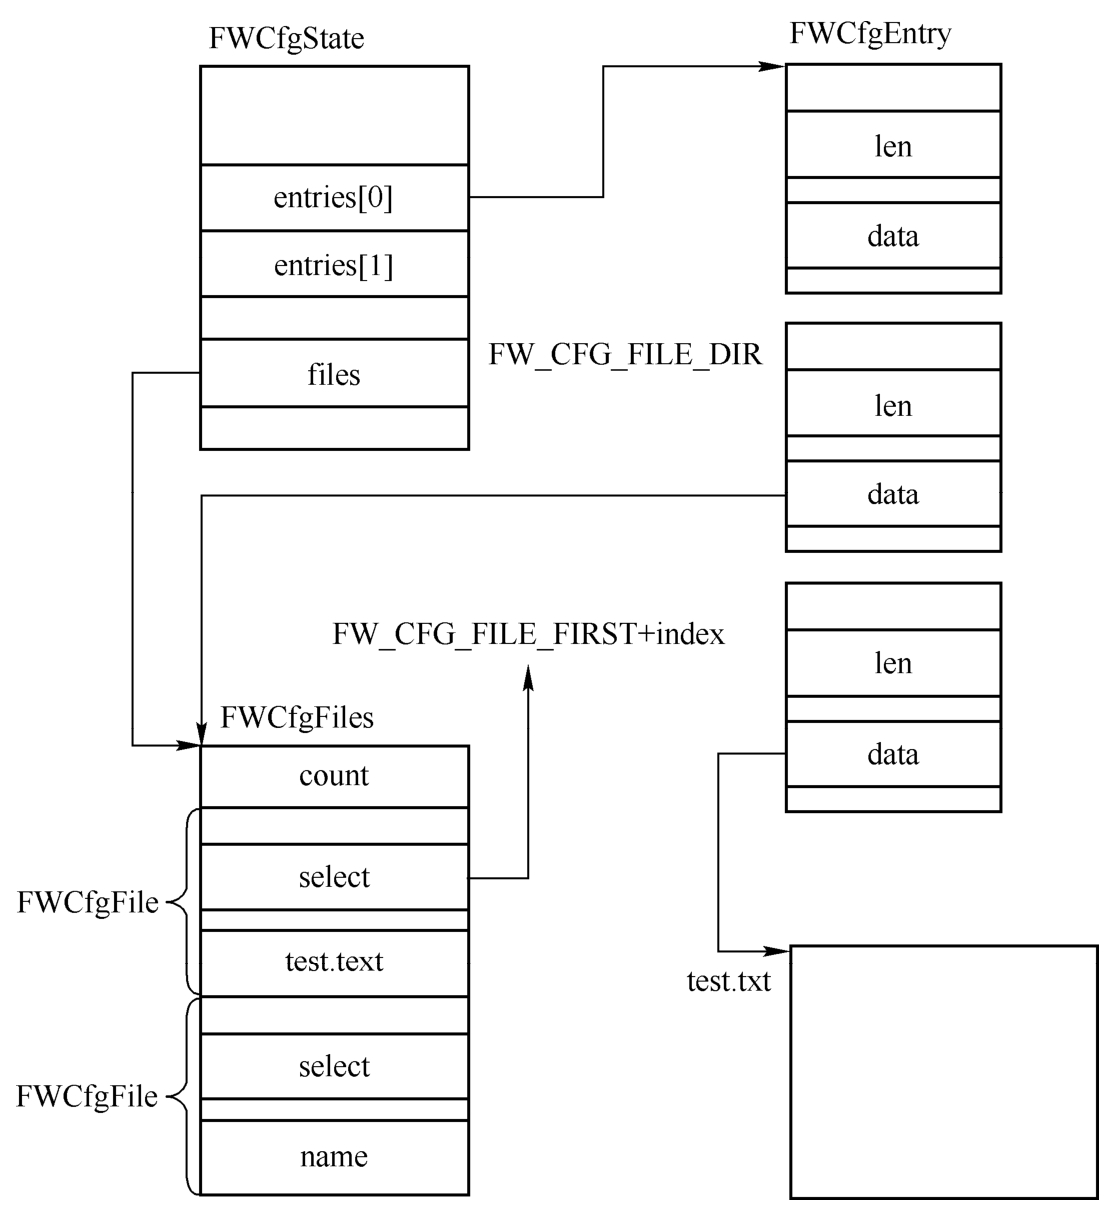 FWCfgState
entries[0]
entries[1]
files
FWCfgEntry
len
data
FW_CFG_FILE_DIR
len
data
len
data
FW_CFG_FILE_FIRST+index
FWCfgFiles
count
FWCfgFile
select
test.text
FWCfgFile
select
name
test.txt